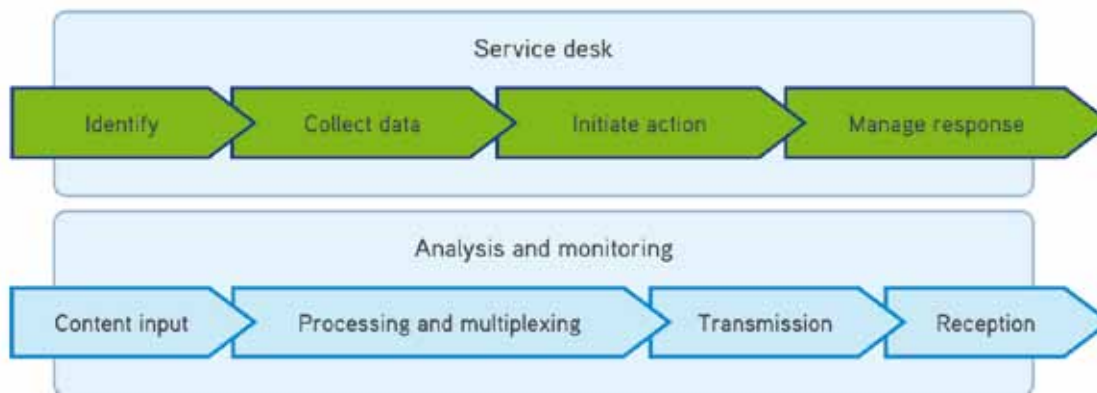 Service desk
Identify
Collect data
Initiate action
Manage response
Analysis and monitoring
Content input
Processing and multiplexing
Transmission
Reception